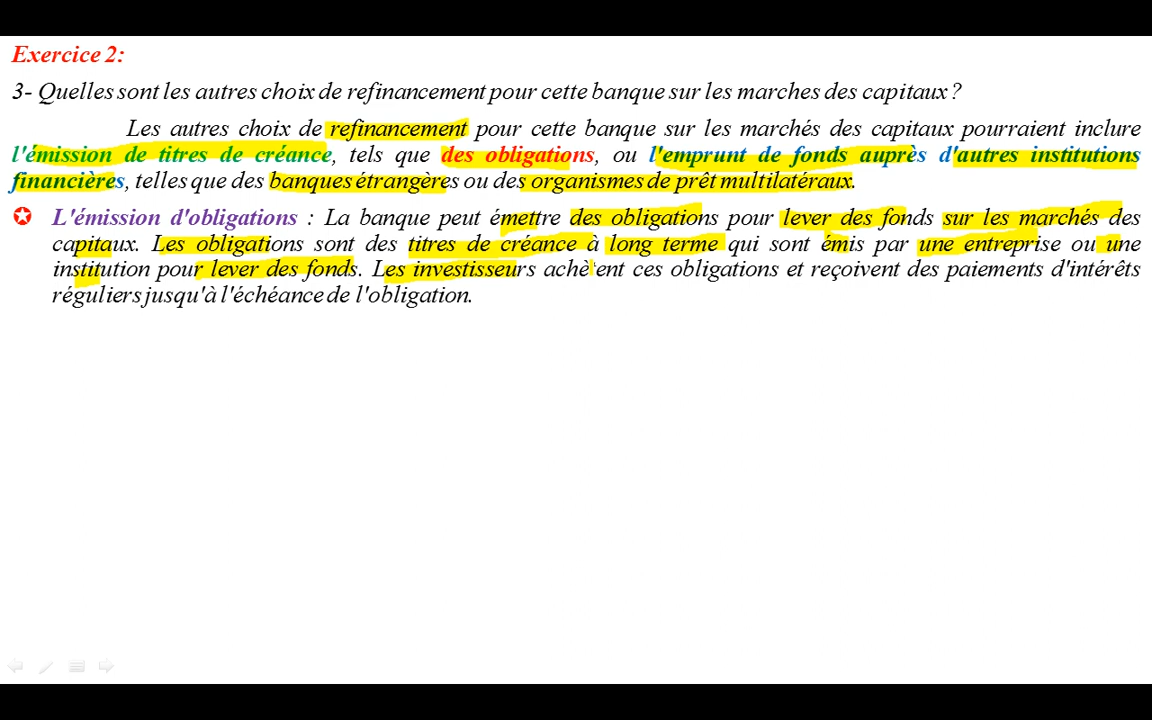 Exercice 2:
3- Quelles sont les autres choix de refinancement pour cette banque sur les marches des capitaux ?
Les autres choix de refinancement pour cette banque sur les marchés des capitaux pourraient inclure
l'émission de titres de créance, tels que des obligations, ou l'emprunt de fonds auprès d'autres institutions
financières, telles que des banques étrangères ou des organismes de prêt multilatéraux.
L'émission d'obligations : La banque peut émettre des obligations pour lever des fonds sur les marchés des
capitaux. Les obligations sont des titres de créance à long terme qui sont émis par une entreprise ou une
institution pour lever des fonds. Les investisseurs achètent ces obligations et reçoivent des paiements d'intérêts
réguliers jusqu'à l'échéance de l'obligation.